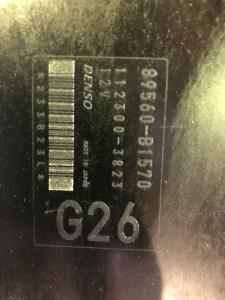 89560-B1570
112300-3823
12V
DENSO MADE IN JAPAN
G26